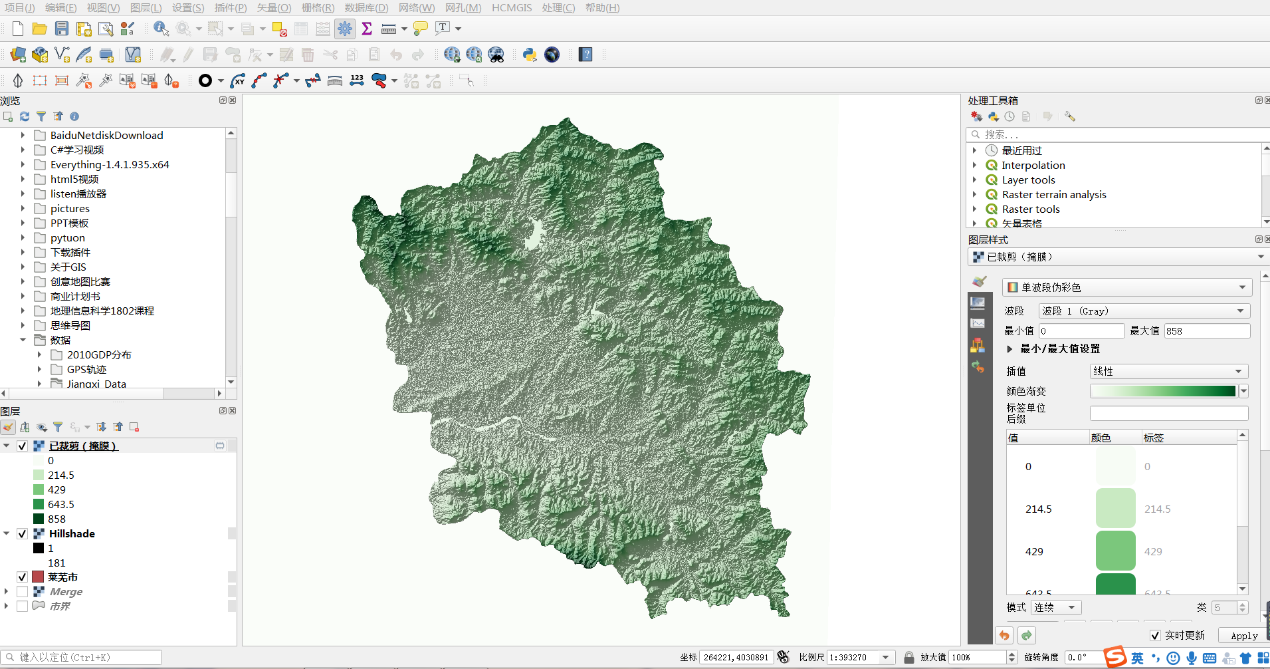 项目(J) 编辑(E) 视图(V) 图层(L) 设置(S) 插件(P) 矢量(O) 栅格(R) 数据库(D) 网络(W) 网孔(M) HCMGIS 处理(C) 帮助(H)
浏览
BaiduNetdiskDownload
C#学习视频
Everything-1.4.1.935.x64
html5视频
listen播放器
pictures
PPT模板
pytuon
下载插件
关于GIS
创意地图比赛
商业计划书
地理信息科学1802课程
思维导图
数据
2010GDP分布
GPS轨迹
Jiangxi_Data
图层
已裁剪（掩膜）
0
214.5
429
643.5
858
Hillshade
1
181
莱芜市
Merge
市界
处理工具箱
搜索...
最近用过
Interpolation
Layer tools
Raster terrain analysis
Raster tools
矢量表格
图层样式
已裁剪（掩膜）
单波段伪彩色
波段 波段 1 (Gray)
最小值 0 最大值 858
最小/最大值设置
插值 线性
颜色渐变
标签单位
后缀
值 颜色 标签
0 0
214.5 214.5
429 429
643.5 643.5
模式 连续 类 5
实时更新 Apply
键入以定位(Ctrl+K) 坐标 264221,4030891 比例尺 1:393270 放大镜 100% 旋转角度 0.0° 英